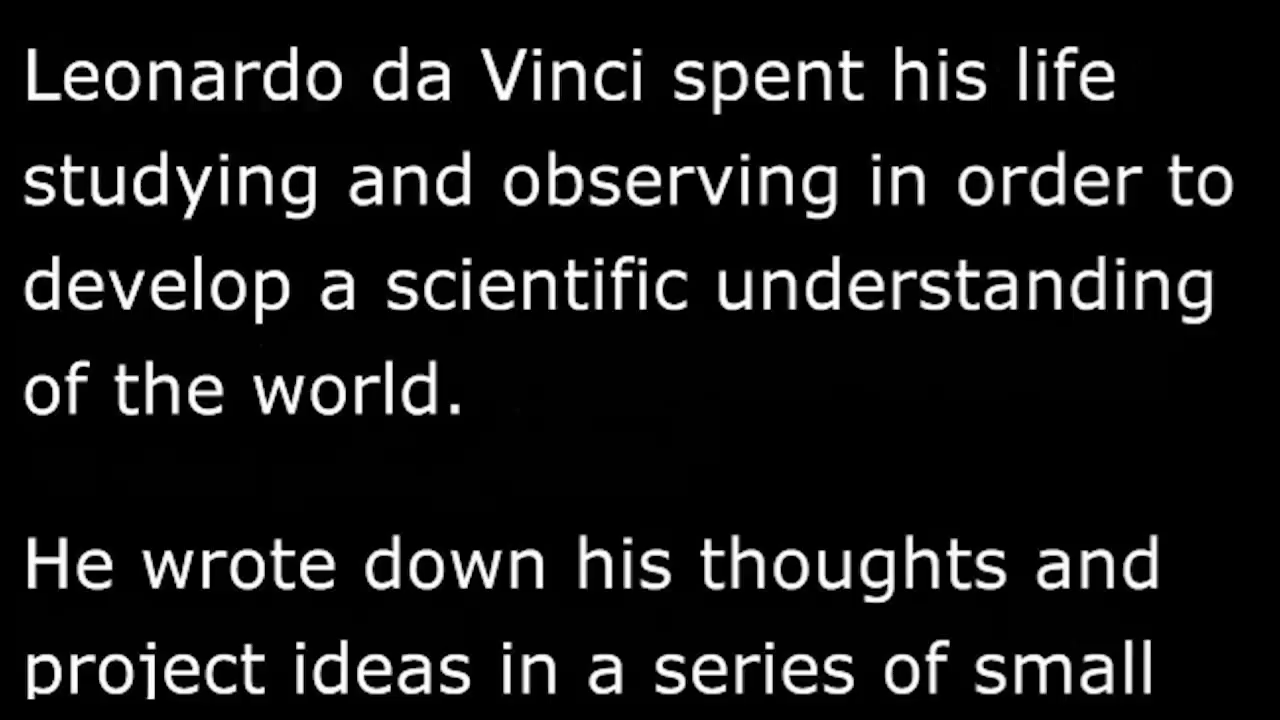 Leonardo da Vinci spent his life
studying and observing in order to
develop a scientific understanding
of the world.
He wrote down his thoughts and
project ideas in a series of small